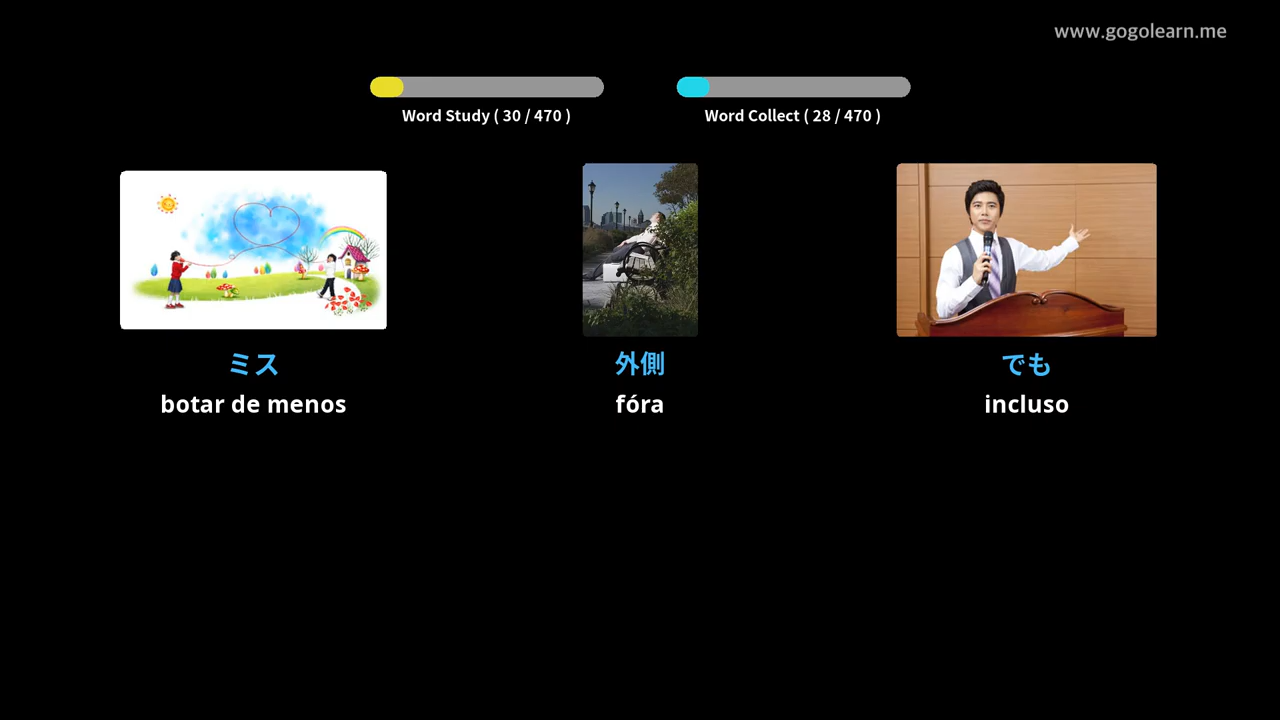 www.gogolearn.me
Word Study ( 30 / 470 )
Word Collect ( 28 / 470 )
ミス
外側
でも
botar de menos
fóra
incluso